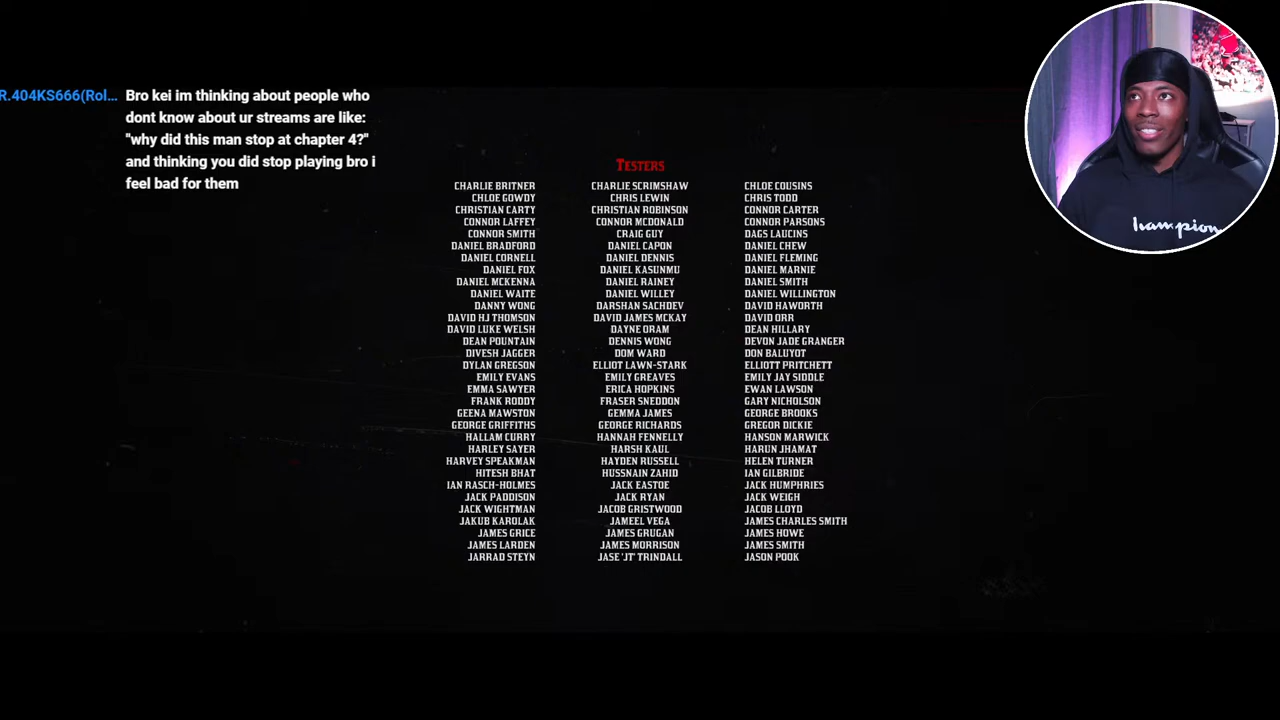 R.404KS666(Rol... Bro kei im thinking about people who
dont know about ur streams are like:
"why did this man stop at chapter 4?"
and thinking you did stop playing bro i
feel bad for them
TESTERS
CHARLIE BRITNER CHARLIE SCRIMSHAW CHLOE COUSINS
CHLOE GOWDY CHRIS LEWIN CHRIS TODD
CHRISTIAN CARTY CHRISTIAN ROBINSON CONNOR CARTER
CONNOR LAFFEY CONNOR MCDONALD CONNOR PARSONS
CONNOR SMITH CRAIG GUY DAGS LAUCINS
DANIEL BRADFORD DANIEL CAPON DANIEL CHEW
DANIEL CORNELL DANIEL DENNIS DANIEL FLEMING
DANIEL FOX DANIEL KASUNMU DANIEL MARNIE
DANIEL MCKENNA DANIEL RAINEY DANIEL SMITH
DANIEL WAITE DANIEL WILLEY DANIEL WILLINGTON
DANNY WONG DARSHAN SACHDEV DAVID HAWORTH
DAVID HJ THOMSON DAVID JAMES MCKAY DAVID ORR
DAVID LUKE WELSH DAYNE ORAM DEAN HILLARY
DEAN POUNTAIN DENNIS WONG DEVON JADE GRANGER
DIVESH JAGGER DOM WARD DON BALUYOT
DYLAN GREGSON ELLIOT LAWN-STARK ELLIOTT PRITCHETT
EMILY EVANS EMILY GREAVES EMILY JAY SIDDLE
EMMA SAWYER ERICA HOPKINS EWAN LAWSON
FRANK RODDY FRASER SNEDDON GARY NICHOLSON
GEENA MAWSTON GEMMA JAMES GEORGE BROOKS
GEORGE GRIFFITHS GEORGE RICHARDS GREGOR DICKIE
HALLAM CURRY HANNAH FENNELLY HANSON MARWICK
HARLEY SAYER HARSH KAUL HARUN JHAMAT
HARVEY SPEAKMAN HAYDEN RUSSELL HELEN TURNER
HITESH BHAT HUSSNAIN ZAHID IAN GILBRIDE
IAN RASCH-HOLMES JACK EASTOE JACK HUMPHRIES
JACK PADDISON JACK RYAN JACK WEIGH
JACK WIGHTMAN JACOB GRISTWOOD JACOB LLOYD
JAKUB KAROLAK JAMEEL VEGA JAMES CHARLES SMITH
JAMES GRICE JAMES GRUGAN JAMES HOWE
JAMES LARDEN JAMES MORRISON JAMES SMITH
JARRAD STEYN JASE 'JT' TRINDALL JASON POOK
hampion